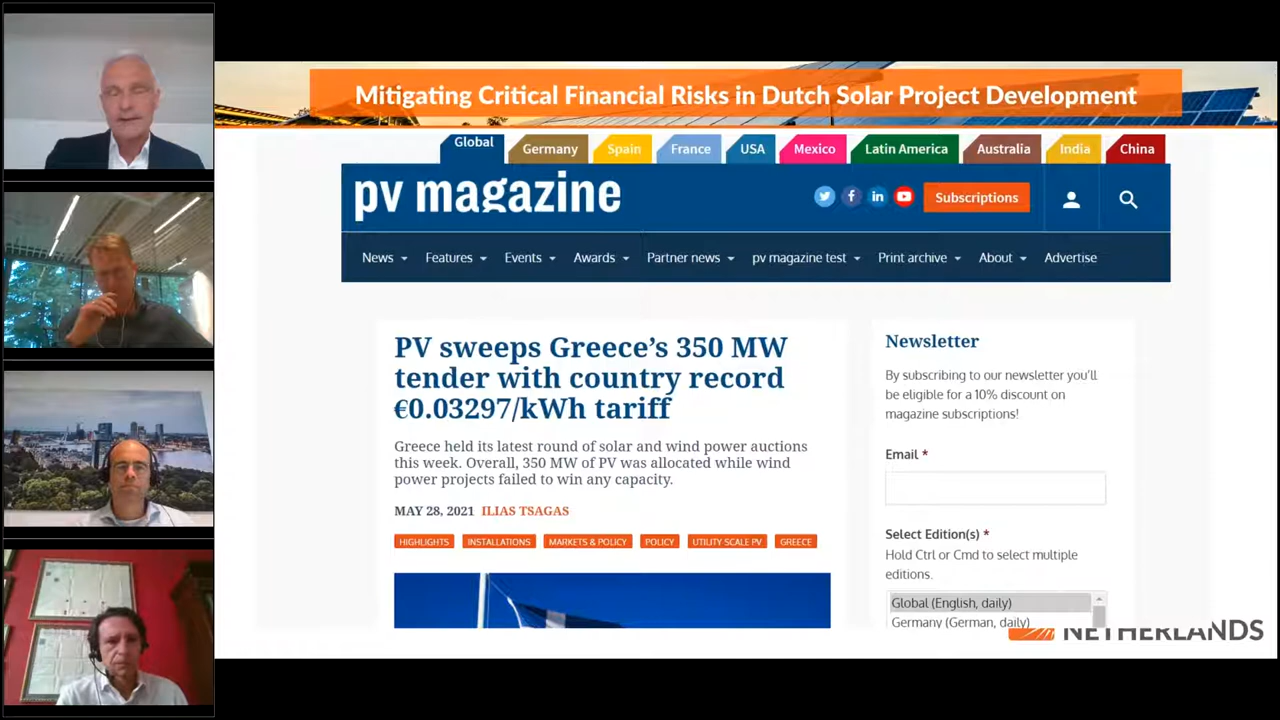 Mitigating Critical Financial Risks in Dutch Solar Project Development
Global Germany Spain France USA Mexico Latin America Australia India China
pv magazine
Subscriptions
News Features Events Awards Partner news pv magazine test Print archive About Advertise
PV sweeps Greece's 350 MW
tender with country record
€0.03297/kWh tariff
Greece held its latest round of solar and wind power auctions
this week. Overall, 350 MW of PV was allocated while wind
power projects failed to win any capacity.
MAY 28, 2021 ILIAS TSAGAS
HIGHLIGHTS INSTALLATIONS MARKETS & POLICY POLICY UTILITY SCALE PV GREECE
Newsletter
By subscribing to our newsletter you'll
be eligible for a 10% discount on
magazine subscriptions!
Email *
Select Edition(s) *
Hold Ctrl or Cmd to select multiple
editions.
Global (English, daily)
Germany (German, daily)
NETHERLANDS